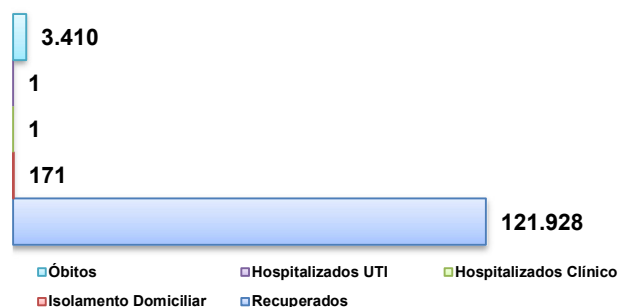 3.410
1
1
171
121.928
Óbitos Hospitalizados UTI Hospitalizados Clínico
Isolamento Domiciliar Recuperados